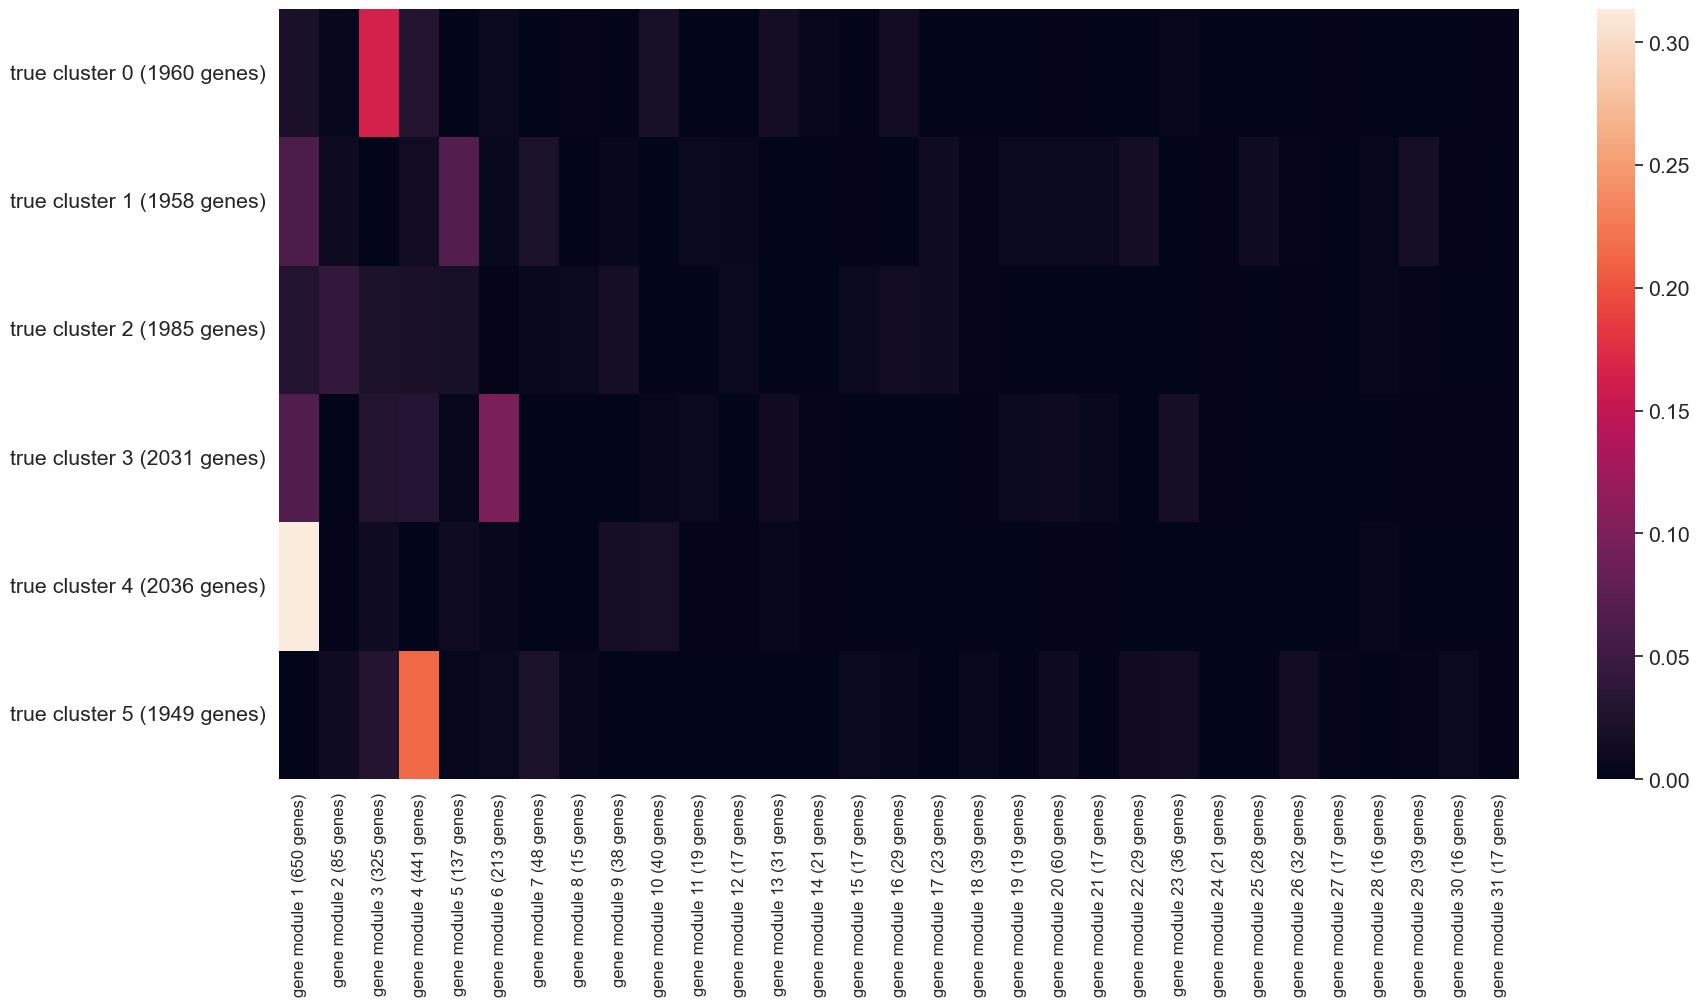 true cluster 0 (1960 genes)
true cluster 1 (1958 genes)
true cluster 2 (1985 genes)
true cluster 3 (2031 genes)
true cluster 4 (2036 genes)
true cluster 5 (1949 genes)
gene module 1 (650 genes)
gene module 2 (85 genes)
gene module 3 (325 genes)
gene module 4 (441 genes)
gene module 5 (137 genes)
gene module 6 (213 genes)
gene module 7 (48 genes)
gene module 8 (15 genes)
gene module 9 (38 genes)
gene module 10 (40 genes)
gene module 11 (19 genes)
gene module 12 (17 genes)
gene module 13 (31 genes)
gene module 14 (21 genes)
gene module 15 (17 genes)
gene module 16 (29 genes)
gene module 17 (23 genes)
gene module 18 (39 genes)
gene module 19 (19 genes)
gene module 20 (60 genes)
gene module 21 (17 genes)
gene module 22 (29 genes)
gene module 23 (36 genes)
gene module 24 (21 genes)
gene module 25 (28 genes)
gene module 26 (32 genes)
gene module 27 (17 genes)
gene module 28 (16 genes)
gene module 29 (39 genes)
gene module 30 (16 genes)
gene module 31 (17 genes)
0.30
0.25
0.20
0.15
0.10
0.05
0.00